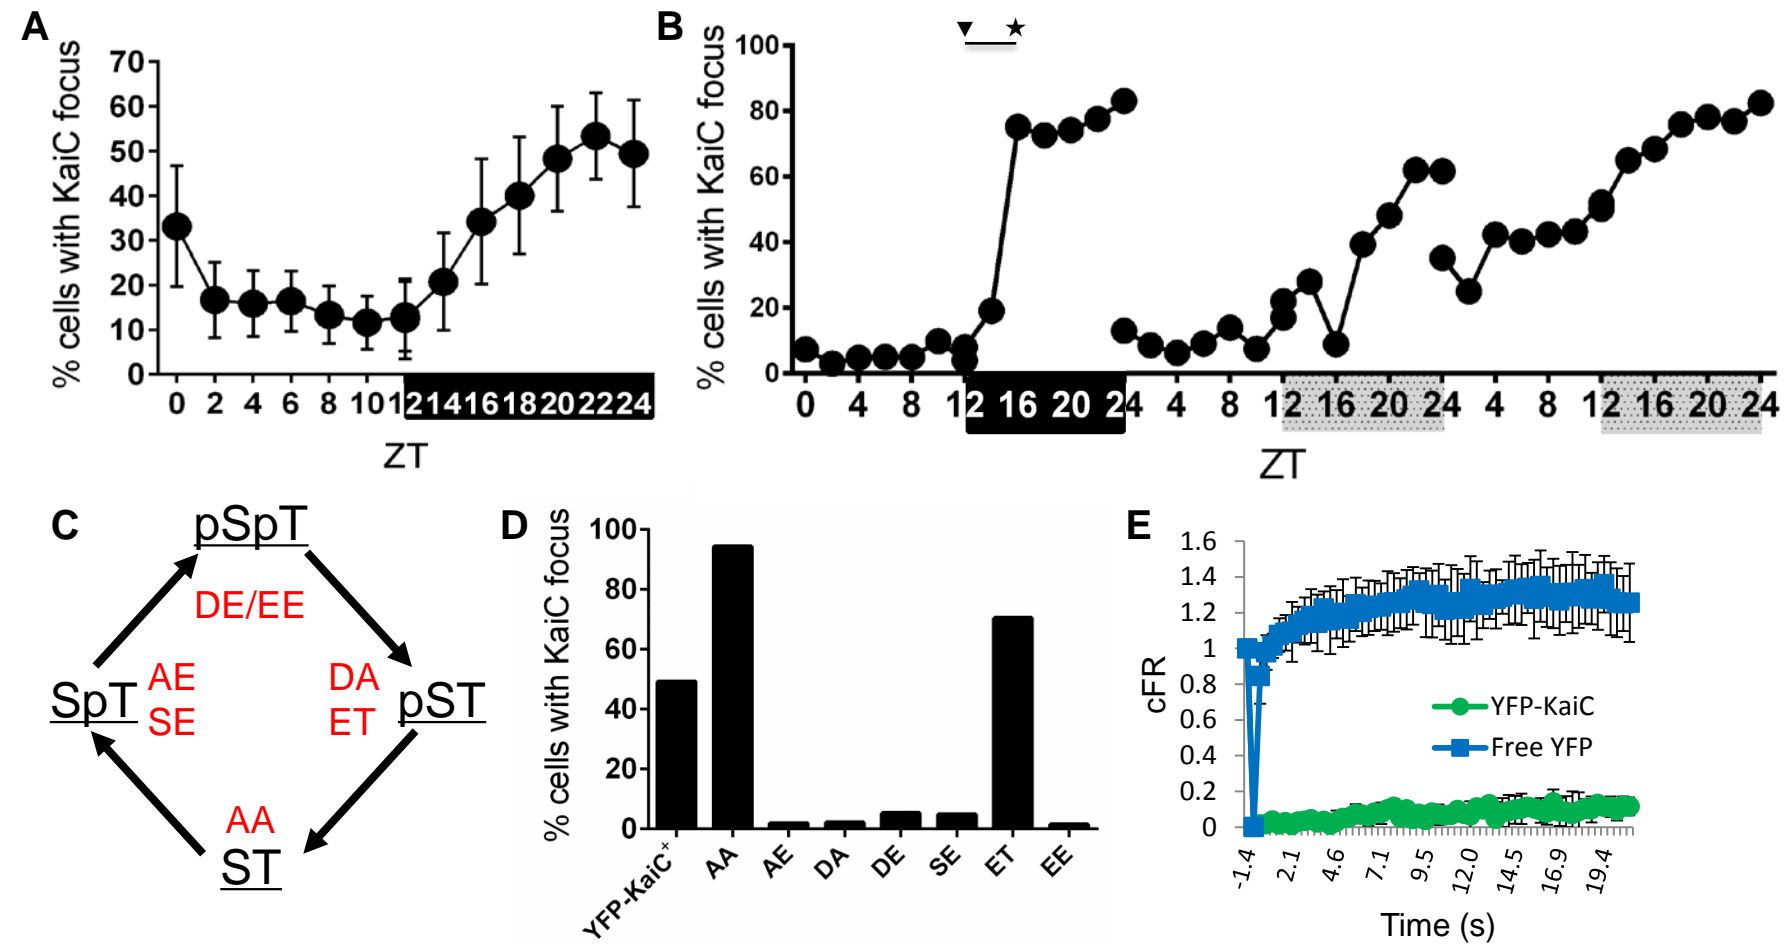 A
% cells with KaiC focus
70
60
50
40
30
20
10
0
0 2 4 6 8 10 12 14 16 18 20 22 24
ZT
B
▼ ★
% cells with KaiC focus
100
80
60
40
20
0
0 4 8 12 16 20 24 4 8 12 16 20 24 4 8 12 16 20 24
ZT
C
pSpT
DE/EE
SpT
AE
SE
DA
ET
pST
AA
ST
D
% cells with KaiC focus
100
80
60
40
20
0
YFP-KaiC+ AA AE DA DE SE ET EE
E
cFR
1.6
1.4
1.2
1
0.8
0.6
0.4
0.2
0
YFP-KaiC
Free YFP
-1.4 2.1 4.6 7.1 9.5 12.0 14.5 16.9 19.4
Time (s)